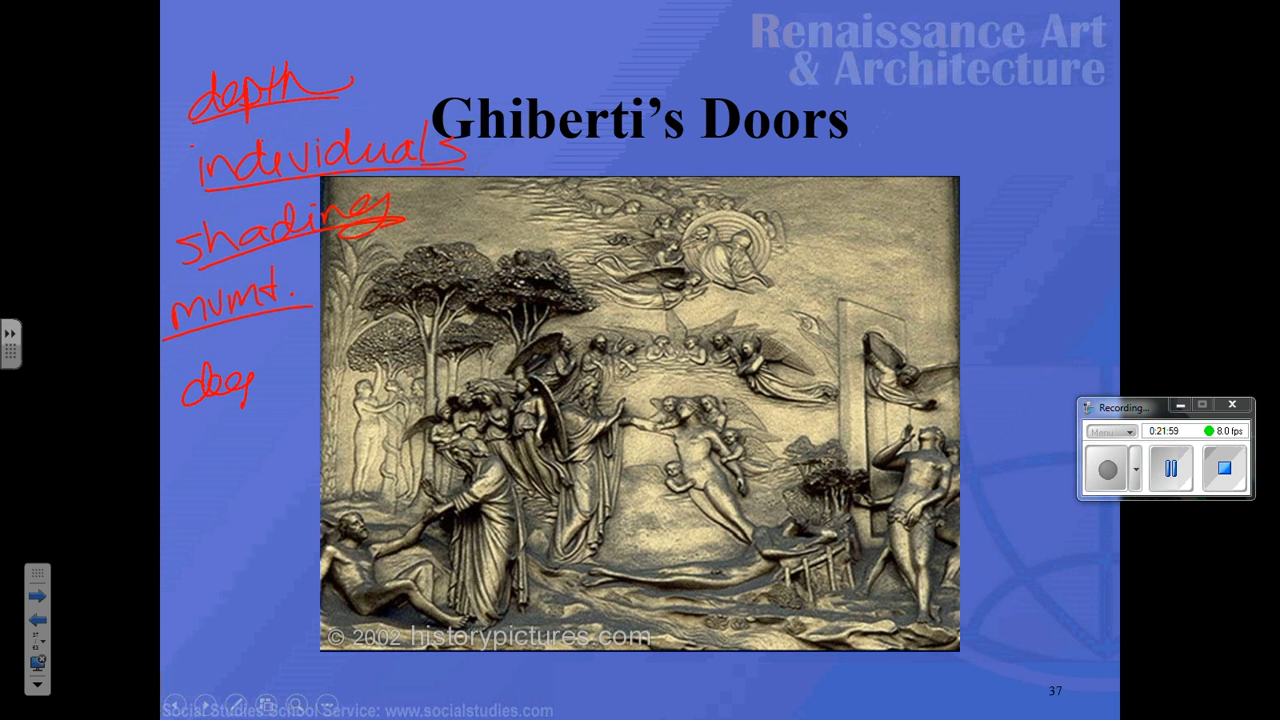 Renaissance Art
& Architecture
depth
Ghiberti's Doors
individuals
shading
mvmt.
© 2002 historypictures.com
Recording...
Menu
0:21:59
8.0 fps
37
Social Studies School Service: www.socialstudies.com